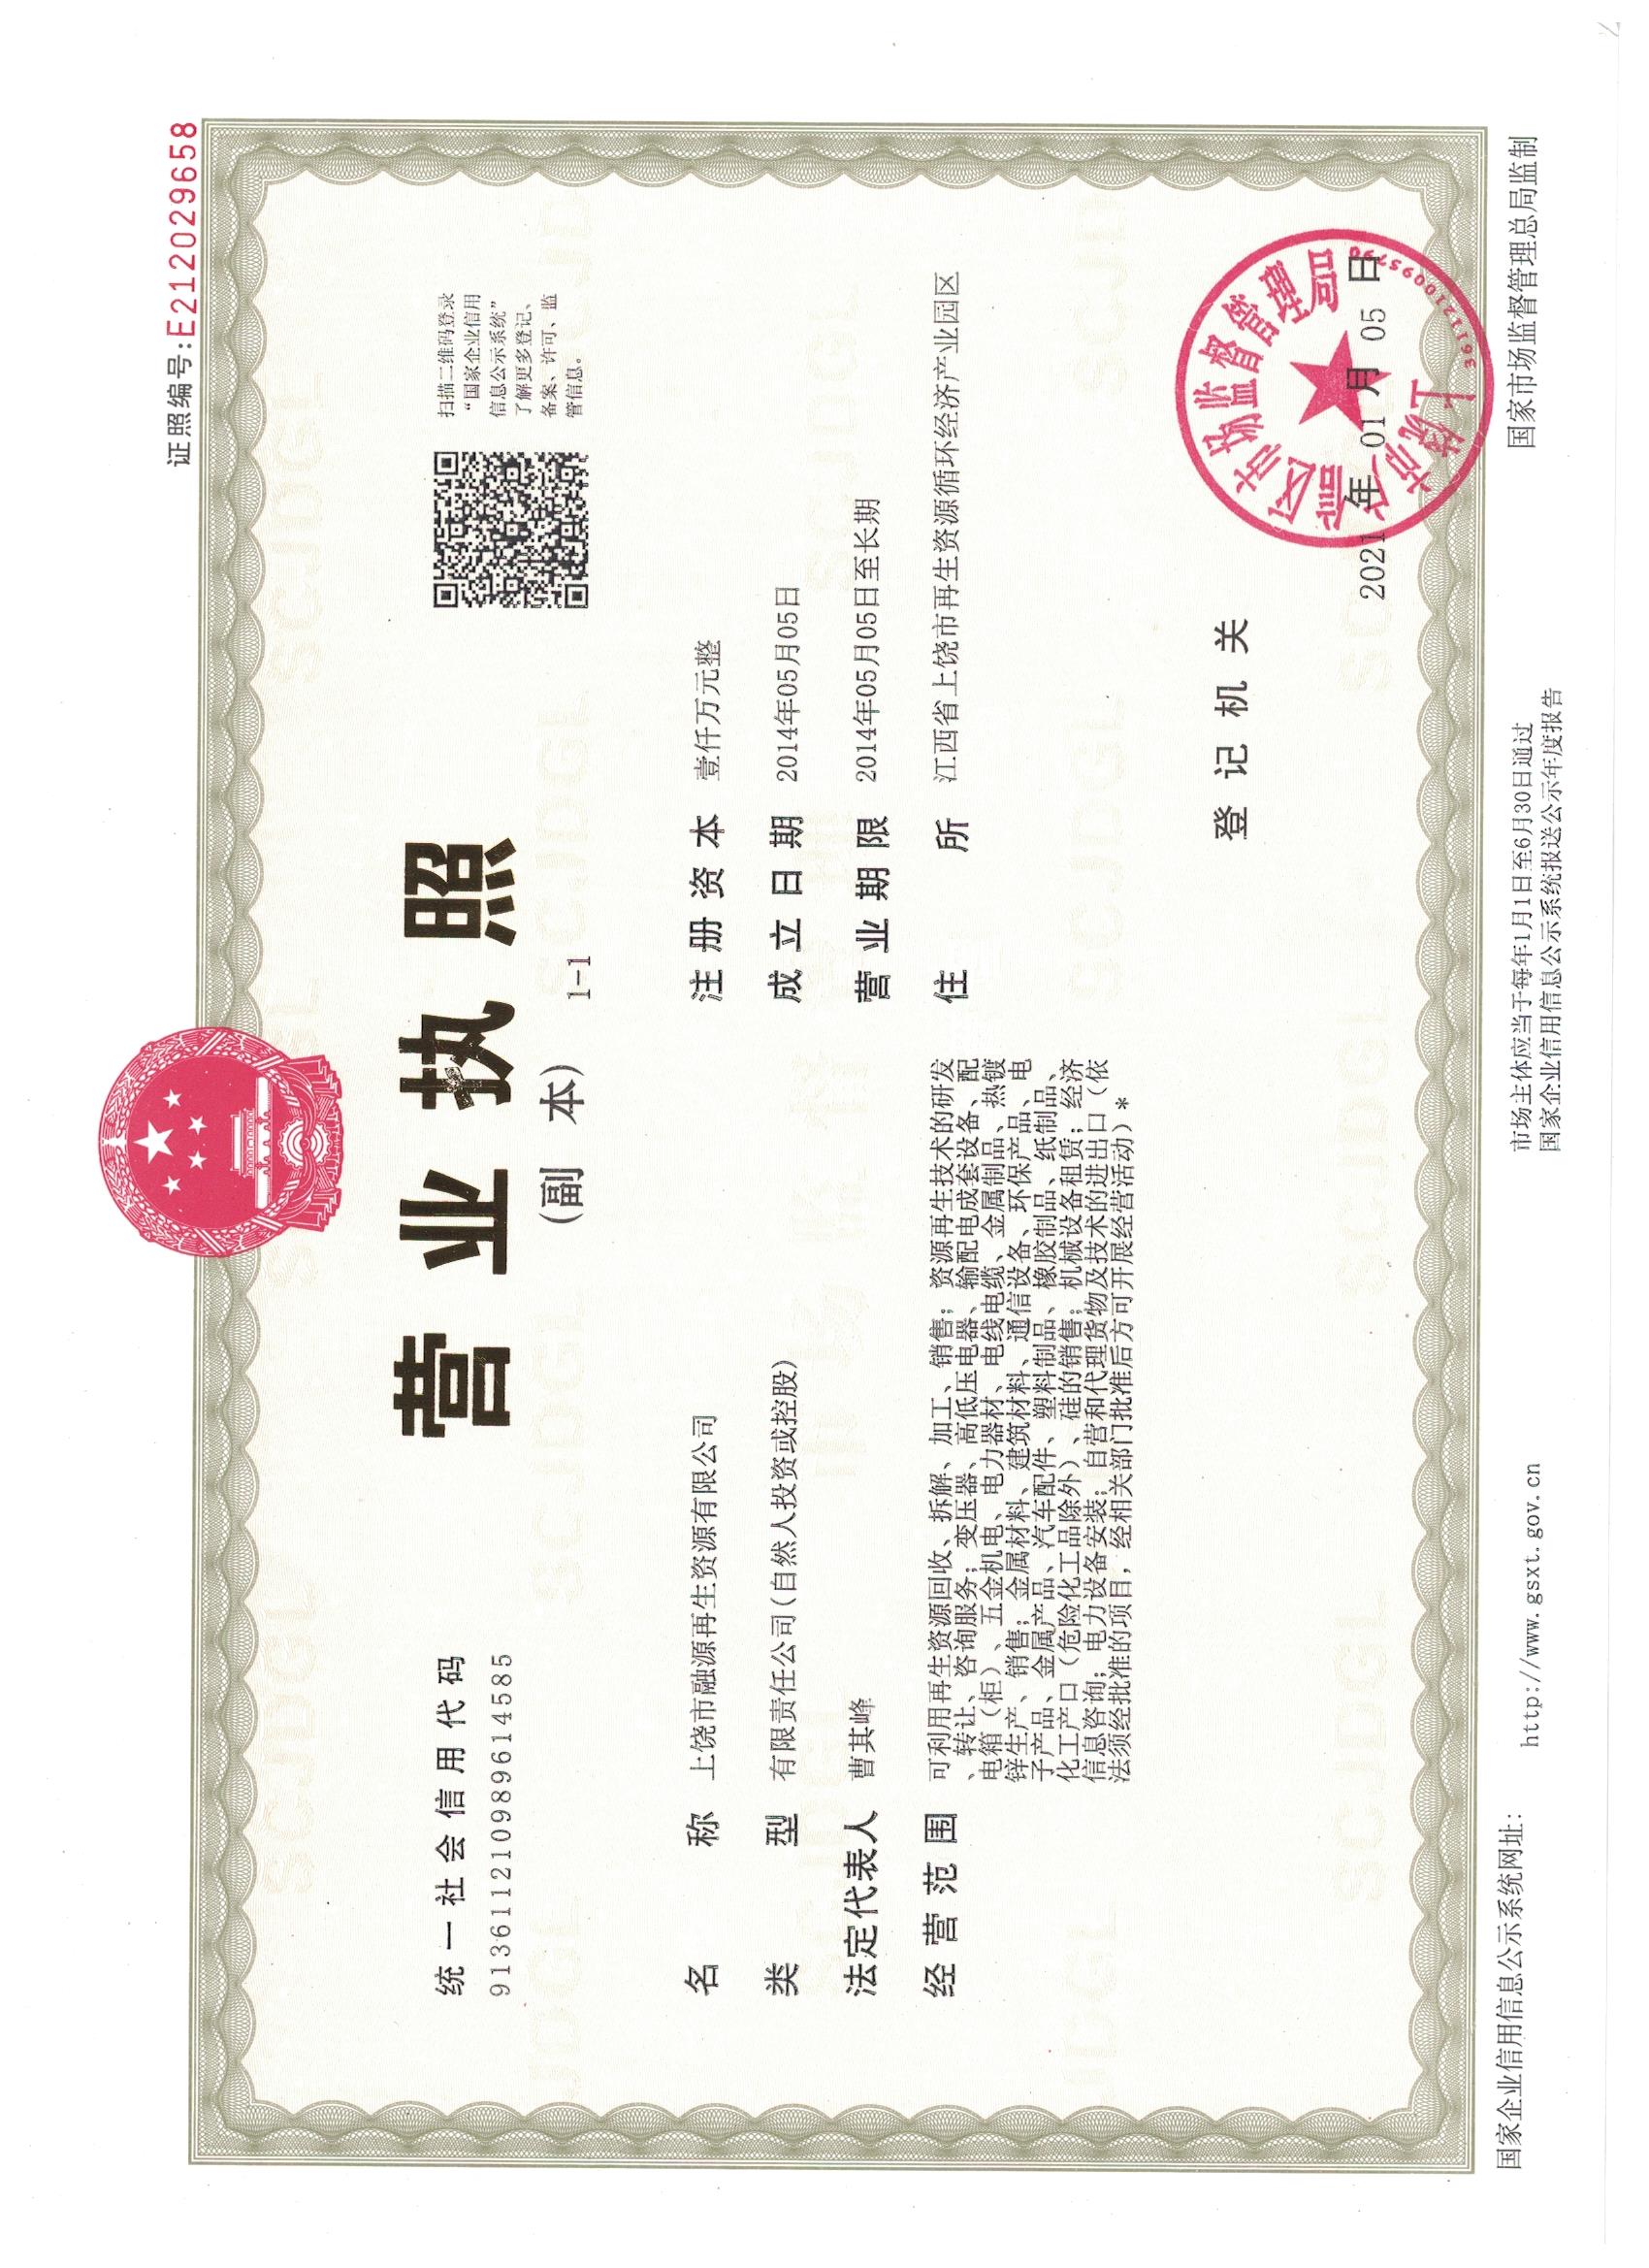 证照编号:E212029658
统一社会信用代码
913611210989614585
营业执照
(副 本) 1-1
扫描二维码登录
“国家企业信用
信息公示系统”
了解更多登记、
备案、许可、监
管信息。
名 称 上饶市融源再生资源有限公司
类 型 有限责任公司(自然人投资或控股)
法定代表人 曹其峰
经营范围 可利用再生资源回收、拆解、加工、销售；资源再生技术的研发
、转让、咨询服务；变压器、高低压电器、输配电成套设备、配
电箱（柜）、五金机电、电力器材、电线电缆、金属制品、热镀
锌生产、销售；金属材料、建筑材料、通信设备、环保产品、电
子产品、金属产品、汽车配件、塑料制品、橡胶制品、纸制品、
化工产口（危险化工品除外）、硅的销售；机械设备租赁；经济
信息咨询；电力设备安装；自营和代理货物及技术的进出口（依
法须经批准的项目，经相关部门批准后方可开展经营活动）*
注册资本 壹仟万元整
成立日期 2014年05月05日
营业期限 2014年05月05日至长期
住 所 江西省上饶市再生资源循环经济产业园区
登记机关
上饶市广信区市场监督管理局
2021 年 01 月 05 日
国家企业信用信息公示系统网址:
http://www.gsxt.gov.cn
市场主体应当于每年1月1日至6月30日通过
国家企业信用信息公示系统报送公示年度报告
国家市场监督管理总局监制